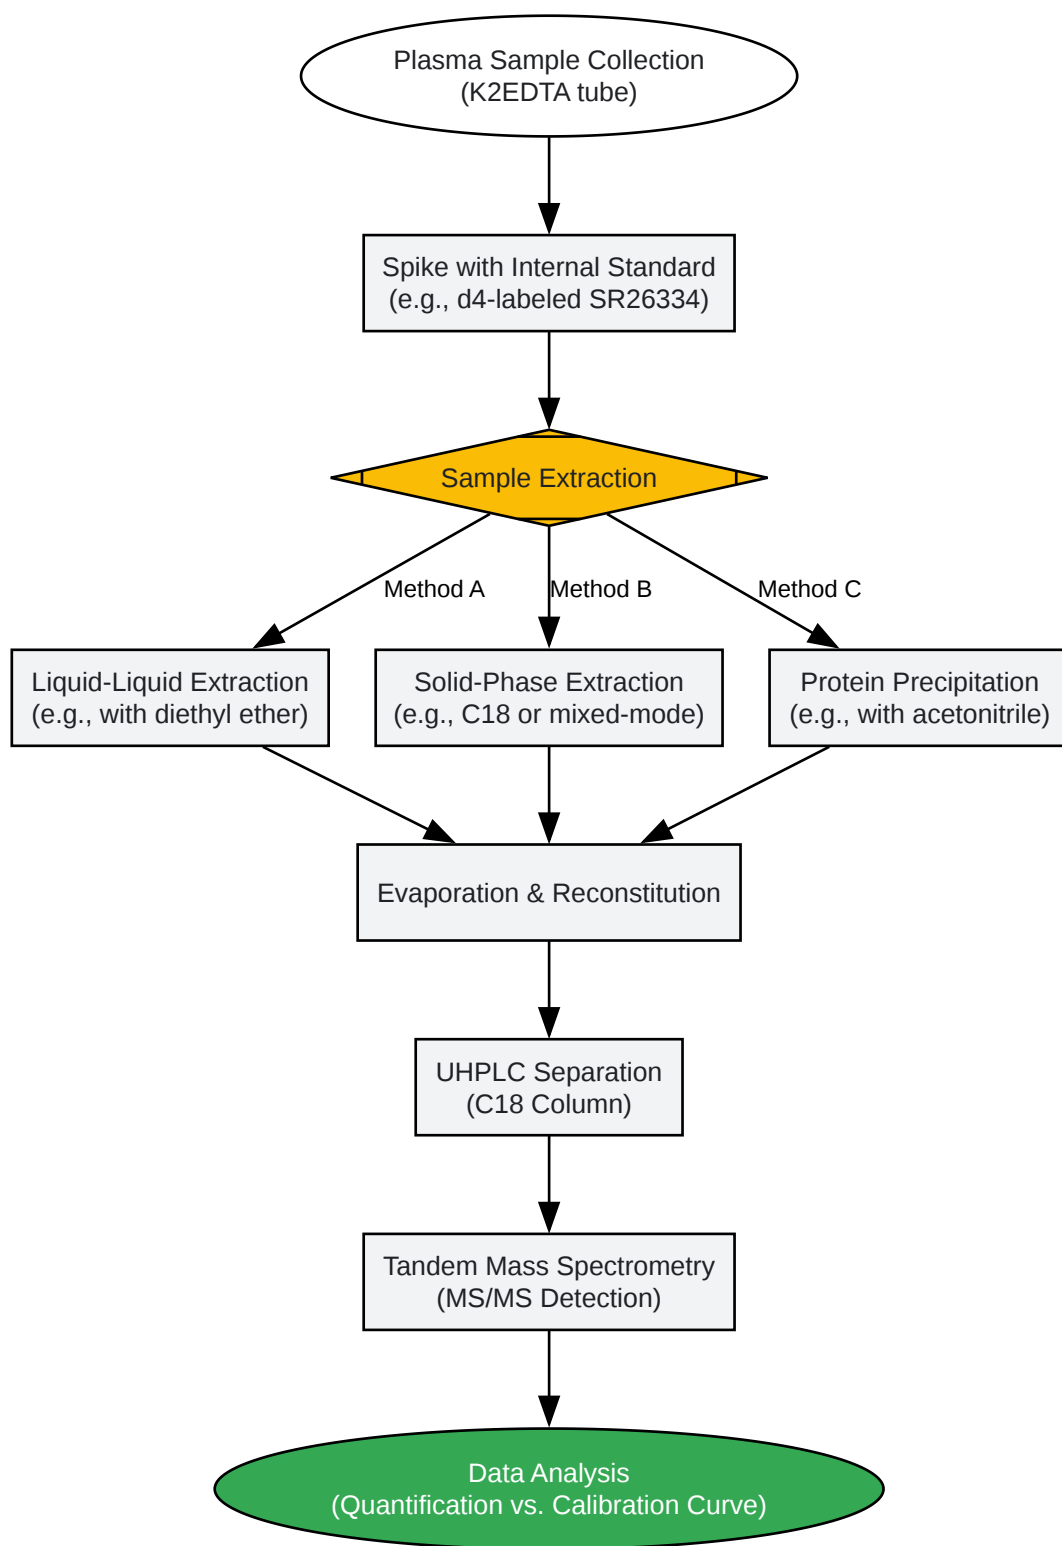 Plasma Sample Collection
(K2EDTA tube)
Spike with Internal Standard
(e.g., d4-labeled SR26334)
Sample Extraction
Method A
Method B
Method C
Liquid-Liquid Extraction
(e.g., with diethyl ether)
Solid-Phase Extraction
(e.g., C18 or mixed-mode)
Protein Precipitation
(e.g., with acetonitrile)
Evaporation & Reconstitution
UHPLC Separation
(C18 Column)
Tandem Mass Spectrometry
(MS/MS Detection)
Data Analysis
(Quantification vs. Calibration Curve)